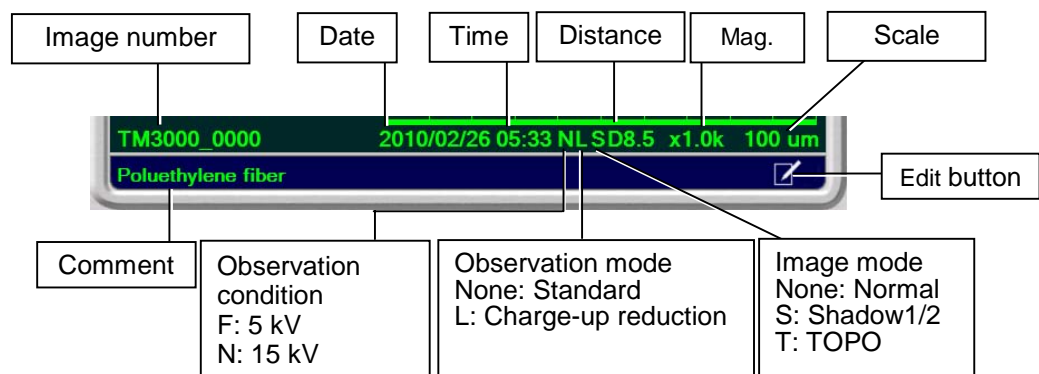 Image number
Date
Time
Distance
Mag.
Scale
TM3000_0000 2010/02/26 05:33 NL SD8.5 x1.0k 100 um
Poluethylene fiber
Edit button
Comment
Observation
condition
F: 5 kV
N: 15 kV
Observation mode
None: Standard
L: Charge-up reduction
Image mode
None: Normal
S: Shadow1/2
T: TOPO